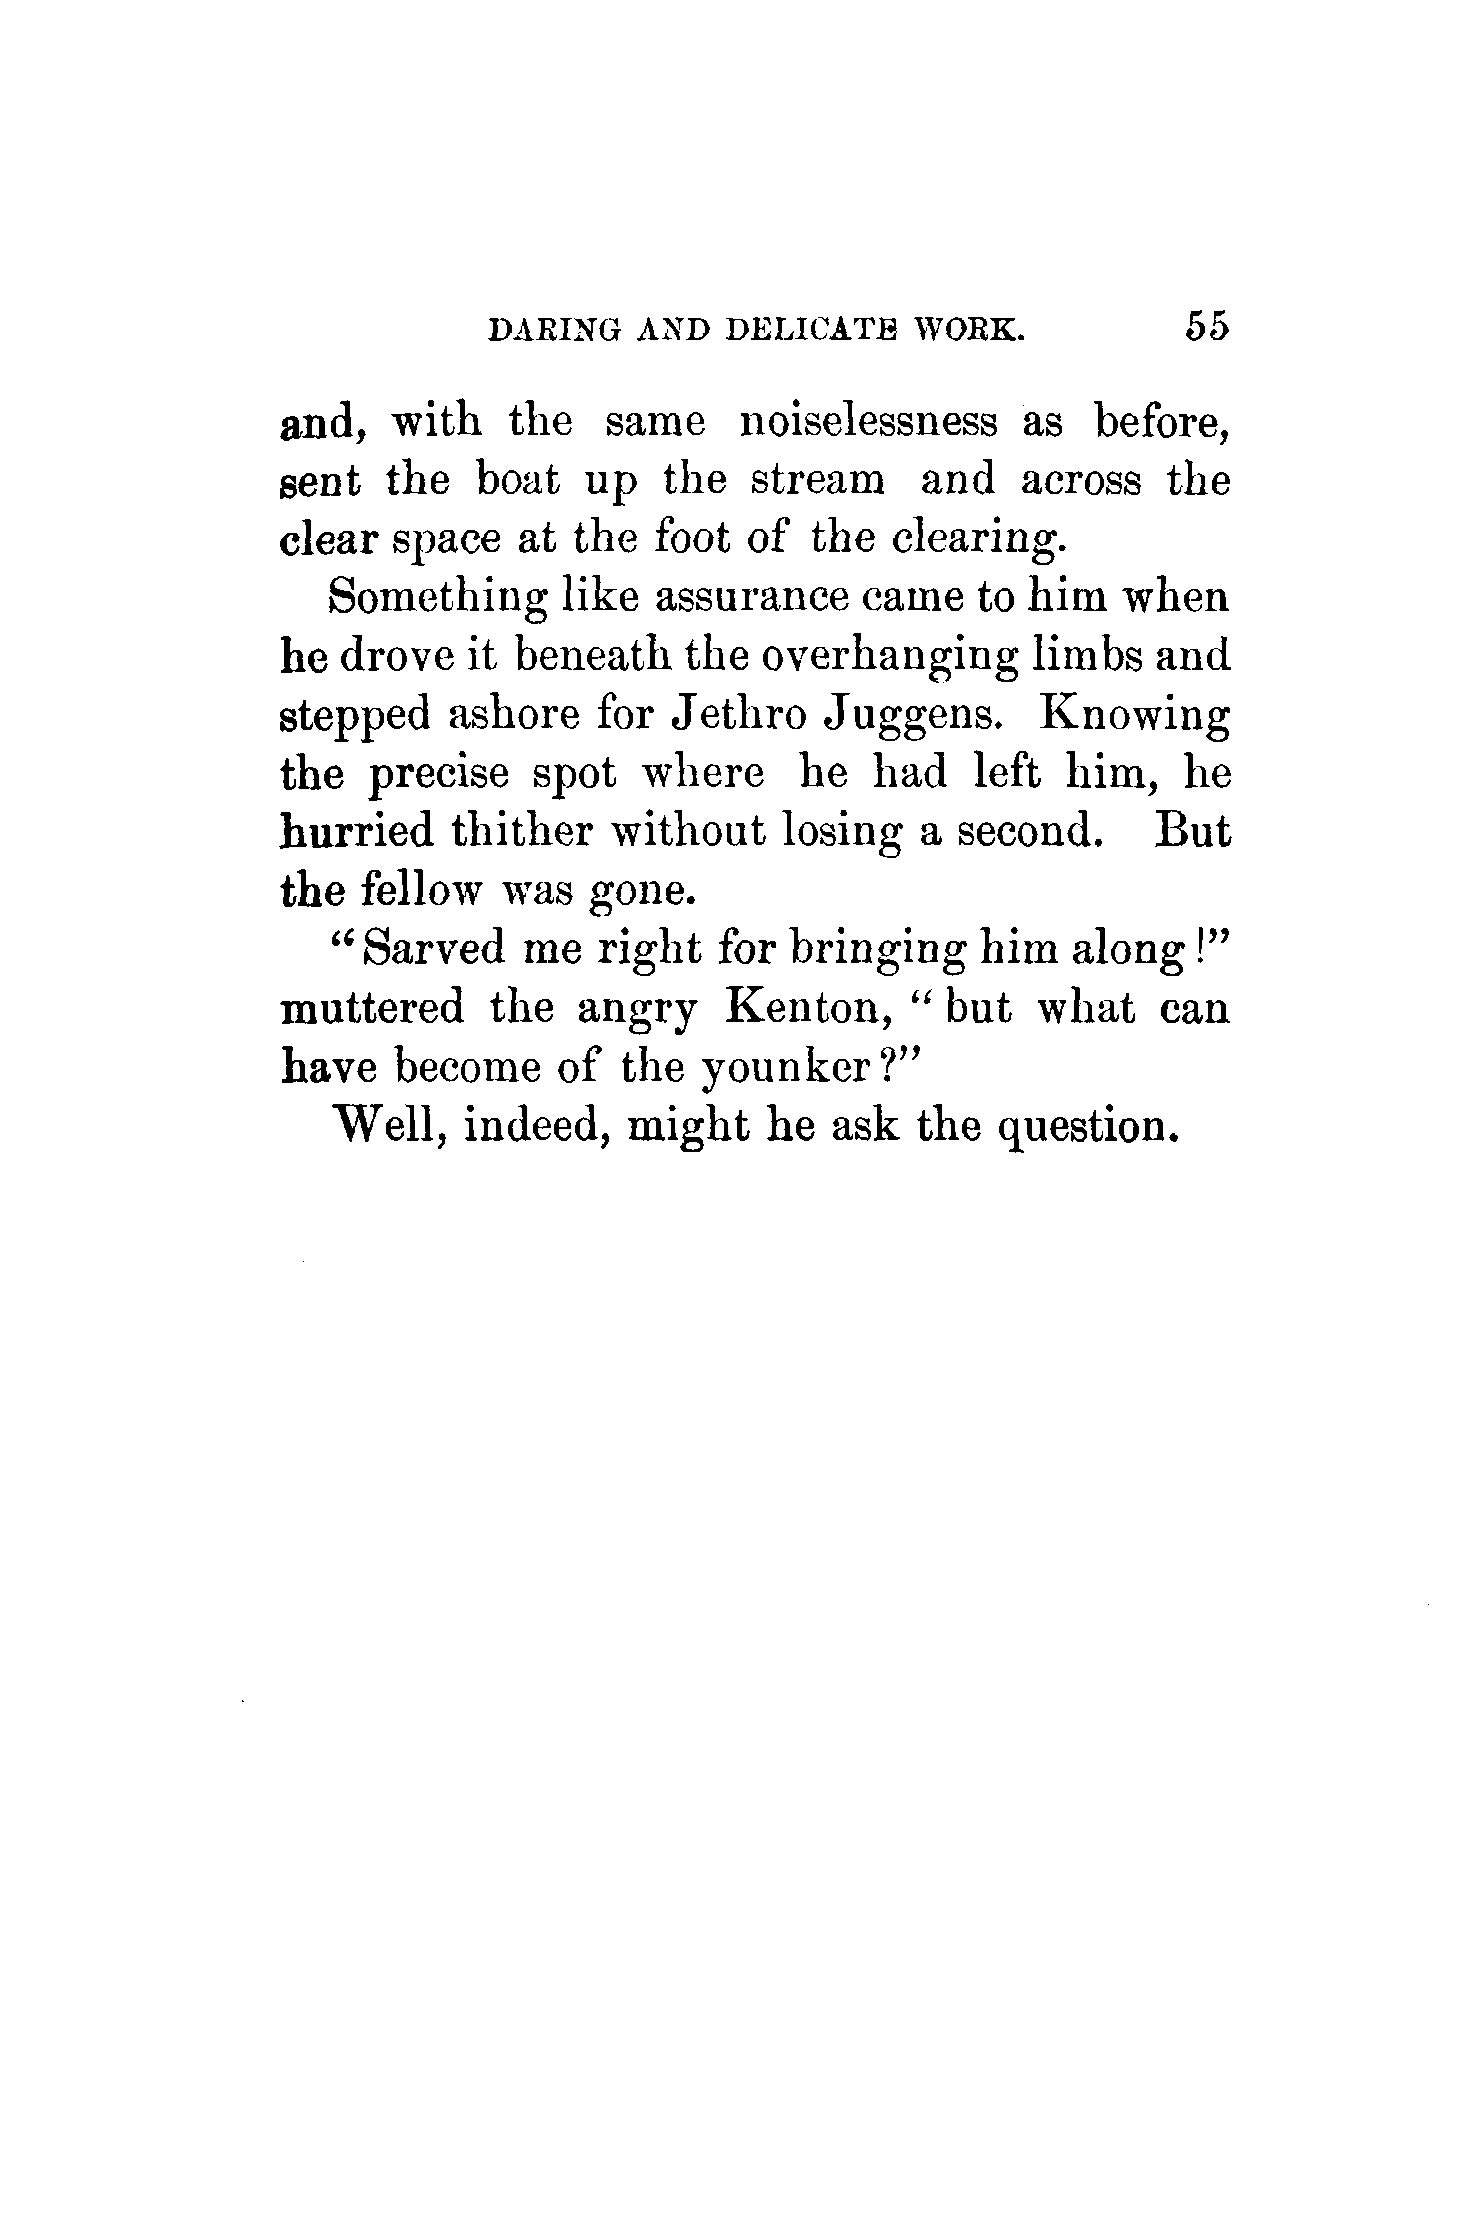 DARING AND DELICATE WORK. 55
and, with the same noiselessness as before,
sent the boat up the stream and across the
clear space at the foot of the clearing.
Something like assurance came to him when
he drove it beneath the overhanging limbs and
stepped ashore for Jethro Juggens. Knowing
the precise spot where he had left him, he
hurried thither without losing a second. But
the fellow was gone.
“Sarved me right for bringing him along!”
muttered the angry Kenton, “but what can
have become of the younker?”
Well, indeed, might he ask the question.